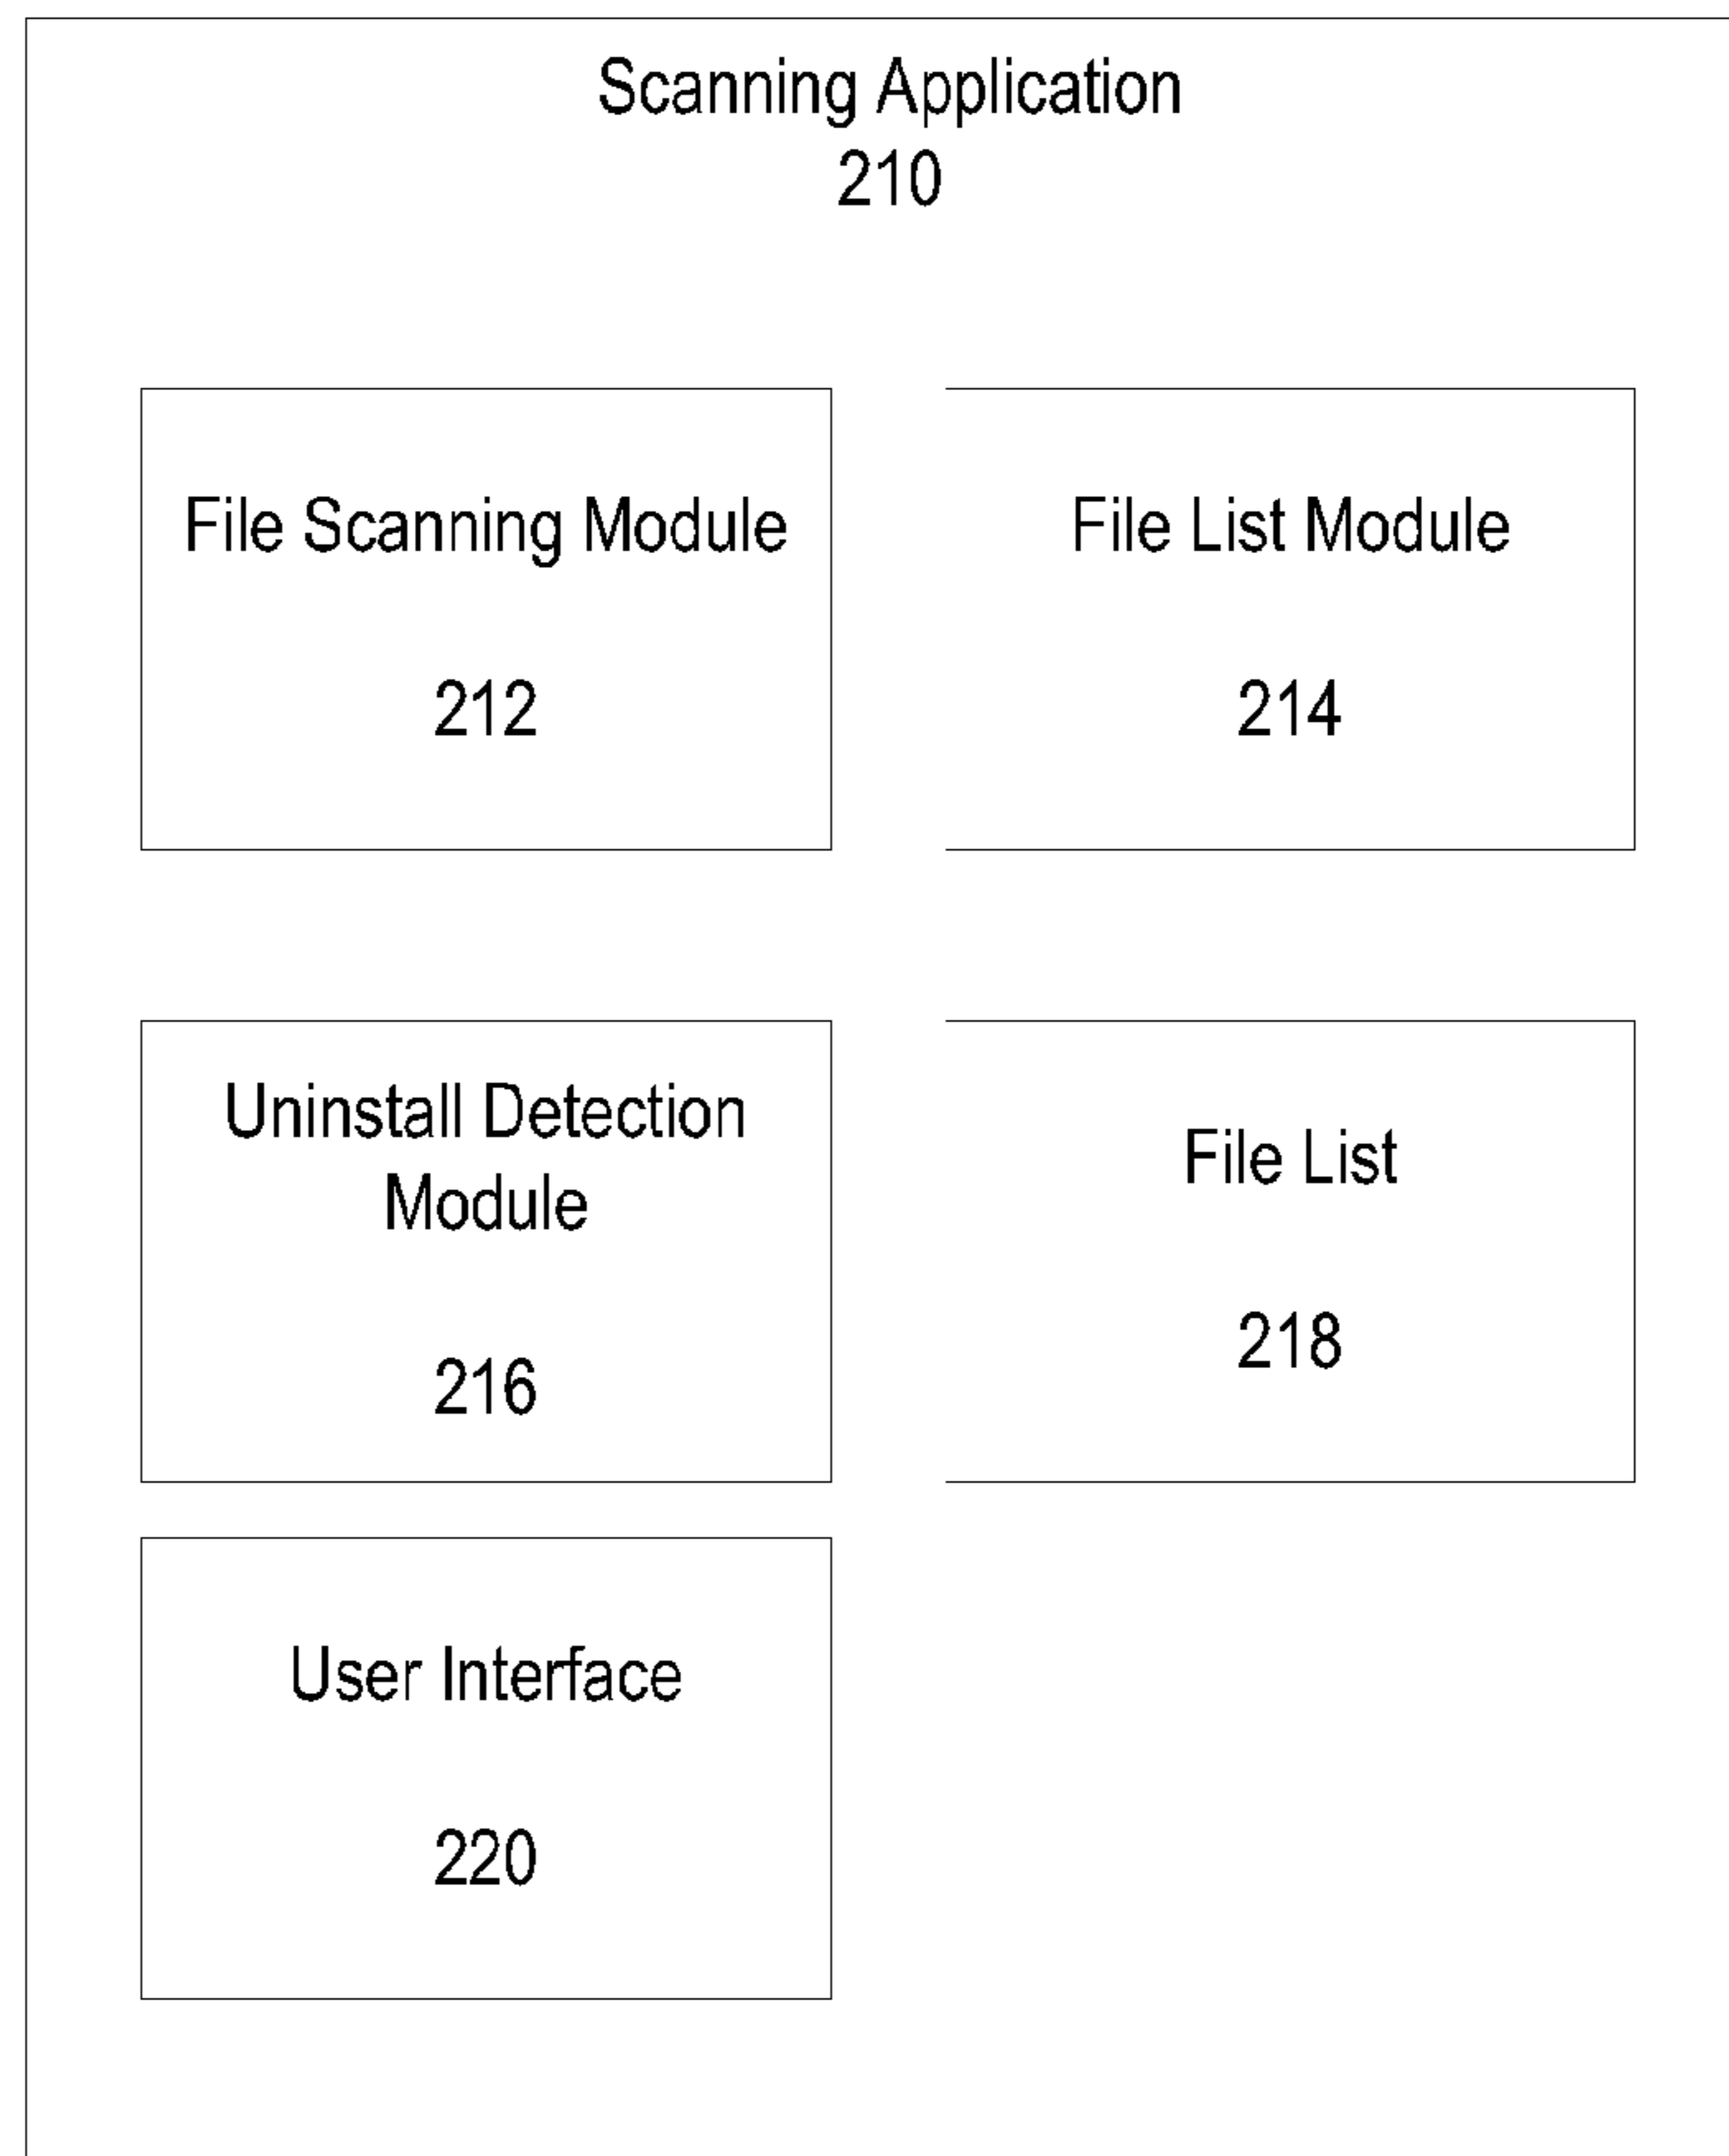 Scanning Application
210
File Scanning Module
212
File List Module
214
Uninstall Detection
Module
216
File List
218
User Interface
220